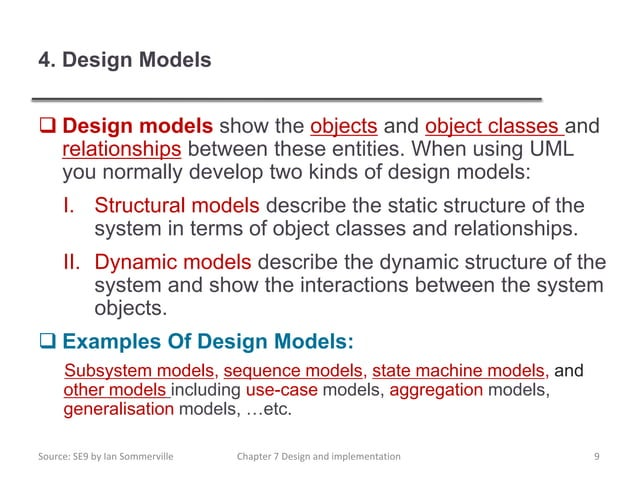 4. Design Models
Design models show the objects and object classes and
relationships between these entities. When using UML
you normally develop two kinds of design models:
I. Structural models describe the static structure of the
system in terms of object classes and relationships.
II. Dynamic models describe the dynamic structure of the
system and show the interactions between the system
objects.
Examples Of Design Models:
Subsystem models, sequence models, state machine models, and
other models including use-case models, aggregation models,
generalisation models, …etc.
Source: SE9 by Ian Sommerville Chapter 7 Design and implementation 9